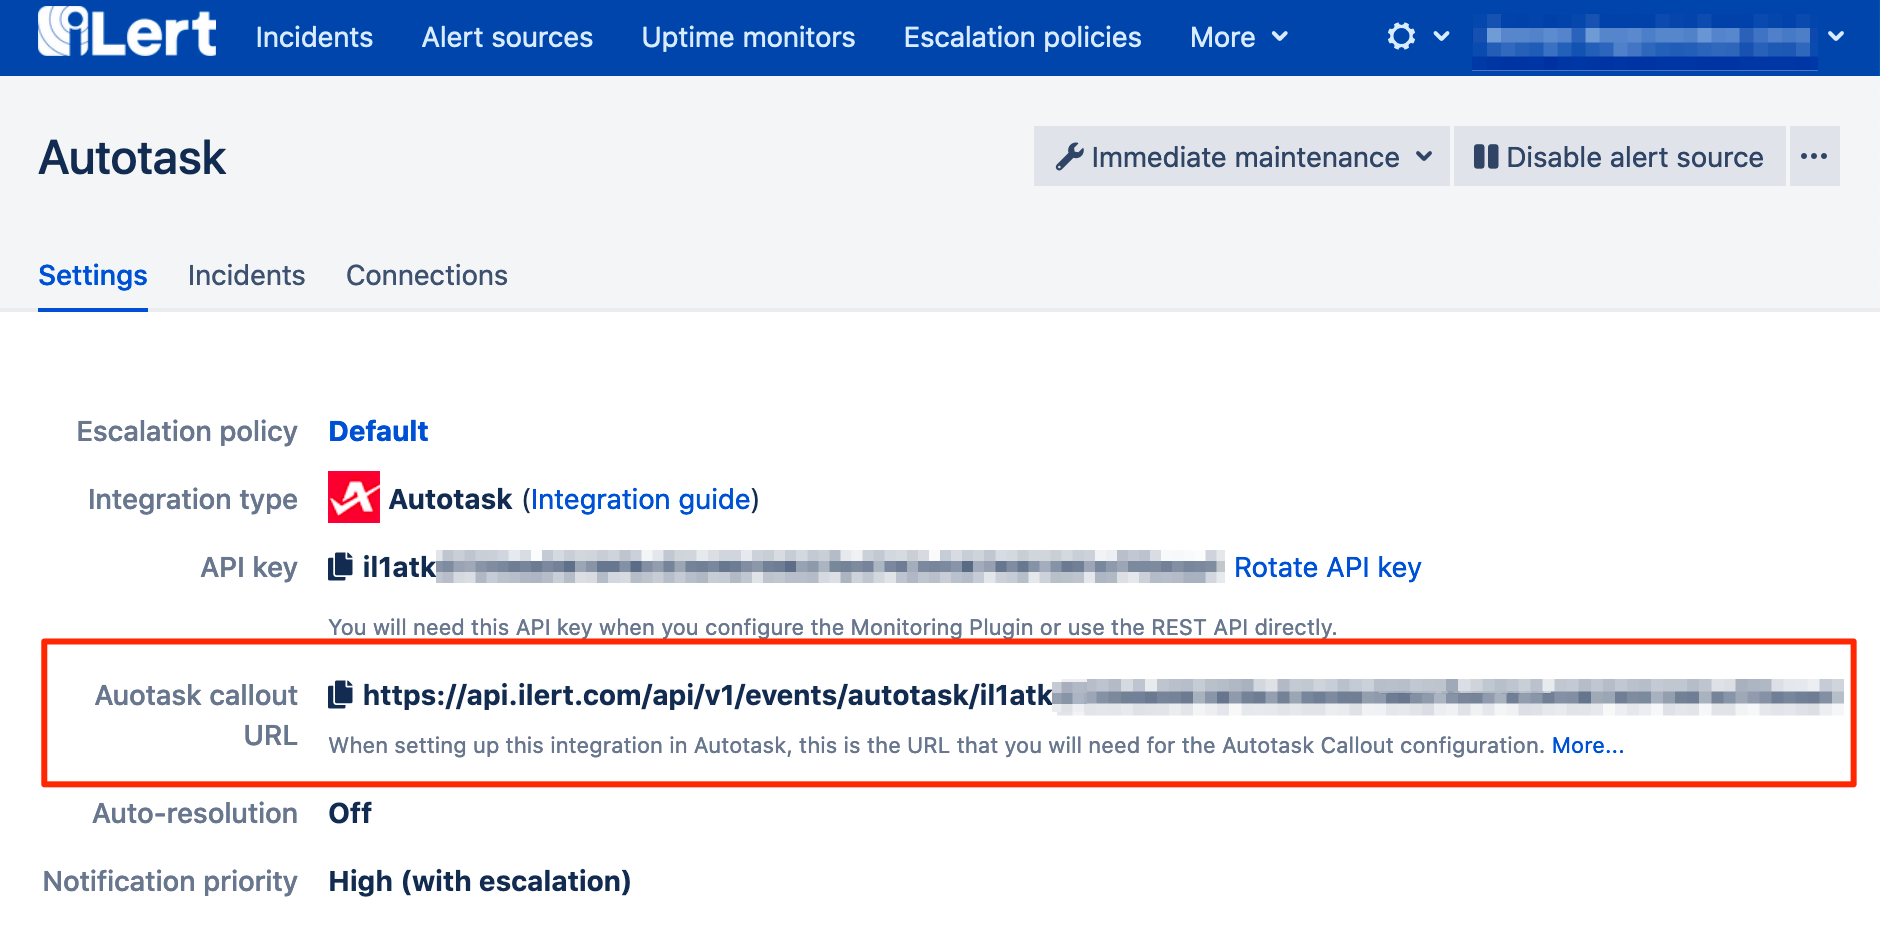 iLert Incidents Alert sources Uptime monitors Escalation policies More
Autotask Immediate maintenance Disable alert source
Settings Incidents Connections
Escalation policy Default
Integration type Autotask (Integration guide)
API key il1atk Rotate API key
You will need this API key when you configure the Monitoring Plugin or use the REST API directly.
Auotask callout https://api.ilert.com/api/v1/events/autotask/il1atk
URL When setting up this integration in Autotask, this is the URL that you will need for the Autotask Callout configuration. More...
Auto-resolution Off
Notification priority High (with escalation)